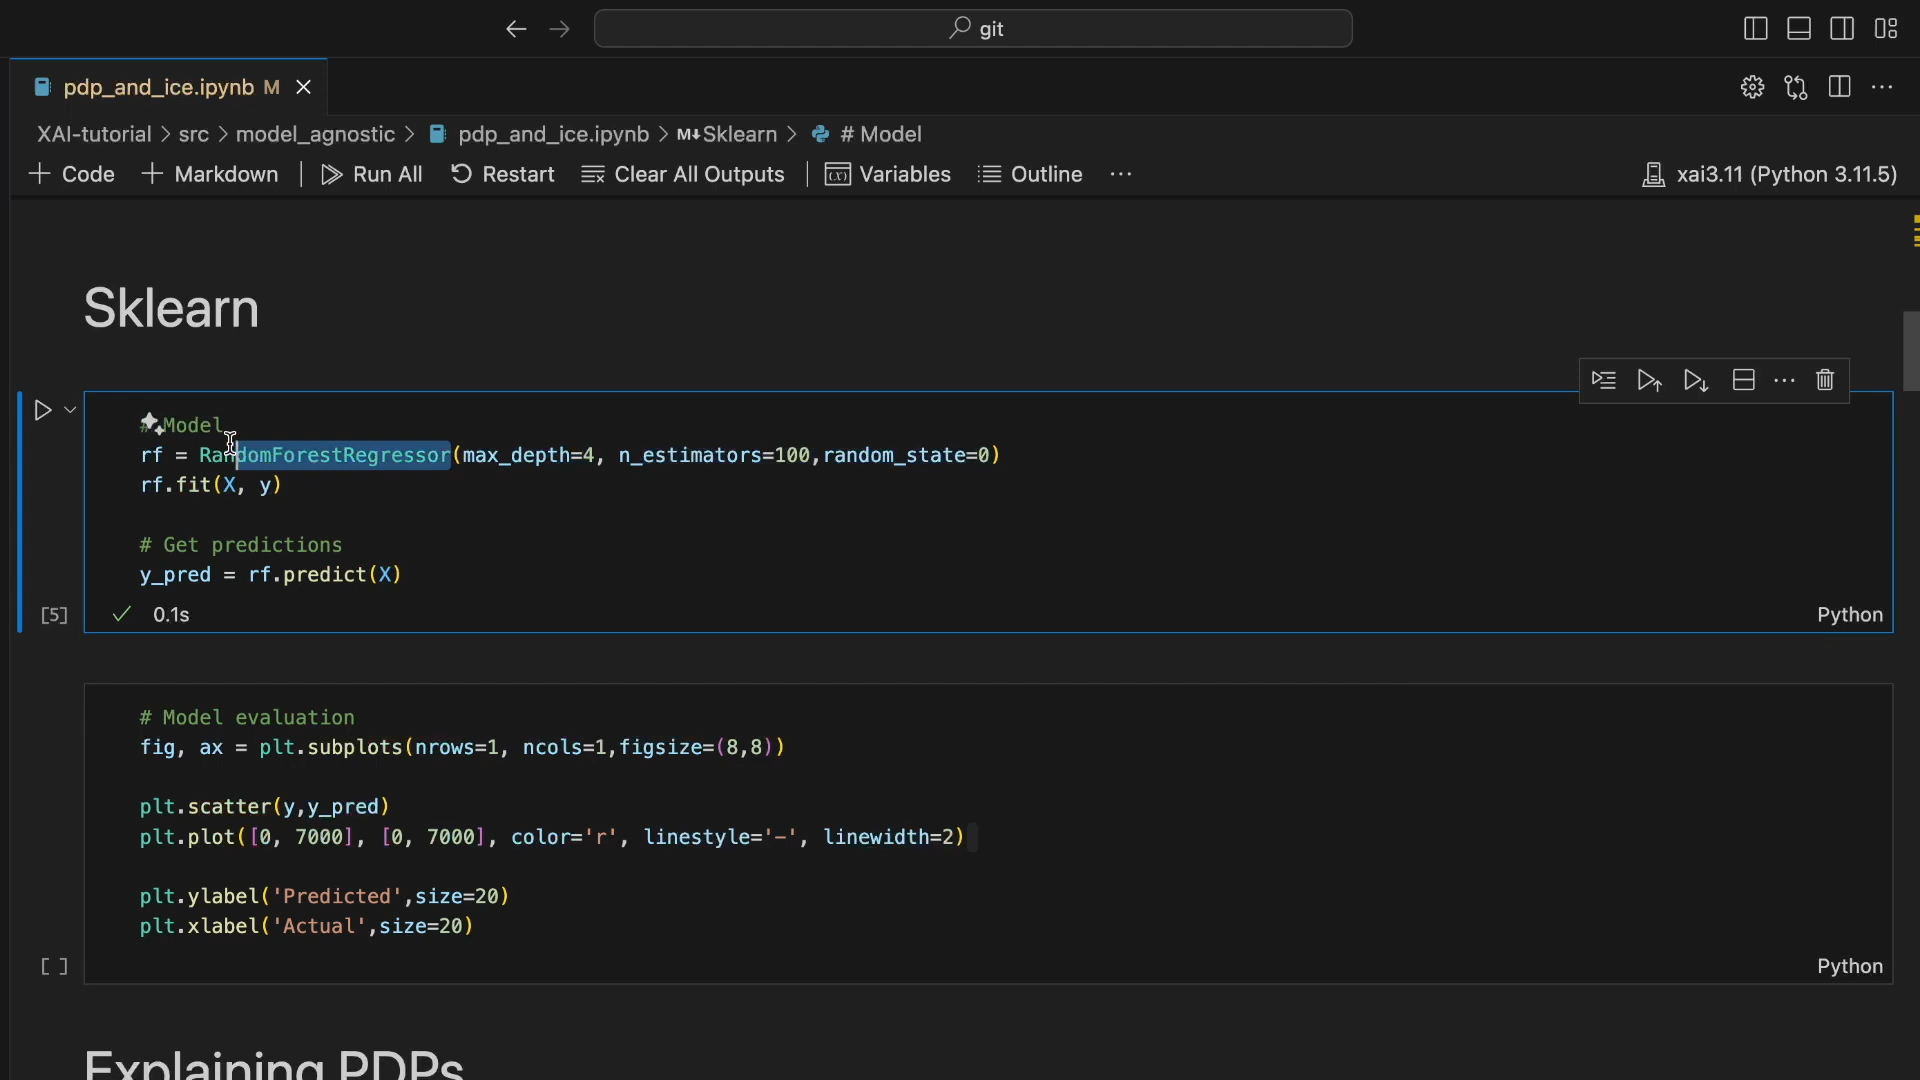 git
pdp_and_ice.ipynb M
XAI-tutorial > src > model_agnostic > pdp_and_ice.ipynb > M↓Sklearn > # Model
+ Code + Markdown | Run All Restart Clear All Outputs | Variables Outline ··· xai3.11 (Python 3.11.5)
Sklearn
# Model
rf = RandomForestRegressor(max_depth=4, n_estimators=100,random_state=0)
rf.fit(X, y)
# Get predictions
y_pred = rf.predict(X)
[5] ✓ 0.1s Python
# Model evaluation
fig, ax = plt.subplots(nrows=1, ncols=1,figsize=(8,8))
plt.scatter(y,y_pred)
plt.plot([0, 7000], [0, 7000], color='r', linestyle='-', linewidth=2)
plt.ylabel('Predicted',size=20)
plt.xlabel('Actual',size=20)
[ ] Python
Explaining PDPs